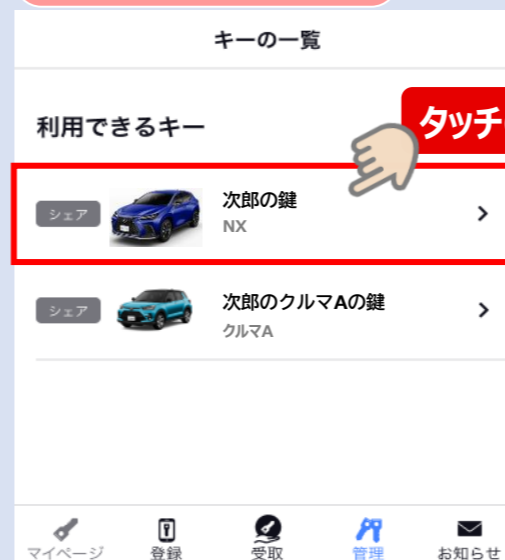 キーの一覧
利用できるキー
タッチ
シェア
次郎の鍵
NX
シェア
次郎のクルマAの鍵
クルマA
マイページ
登録
受取
管理
お知らせ